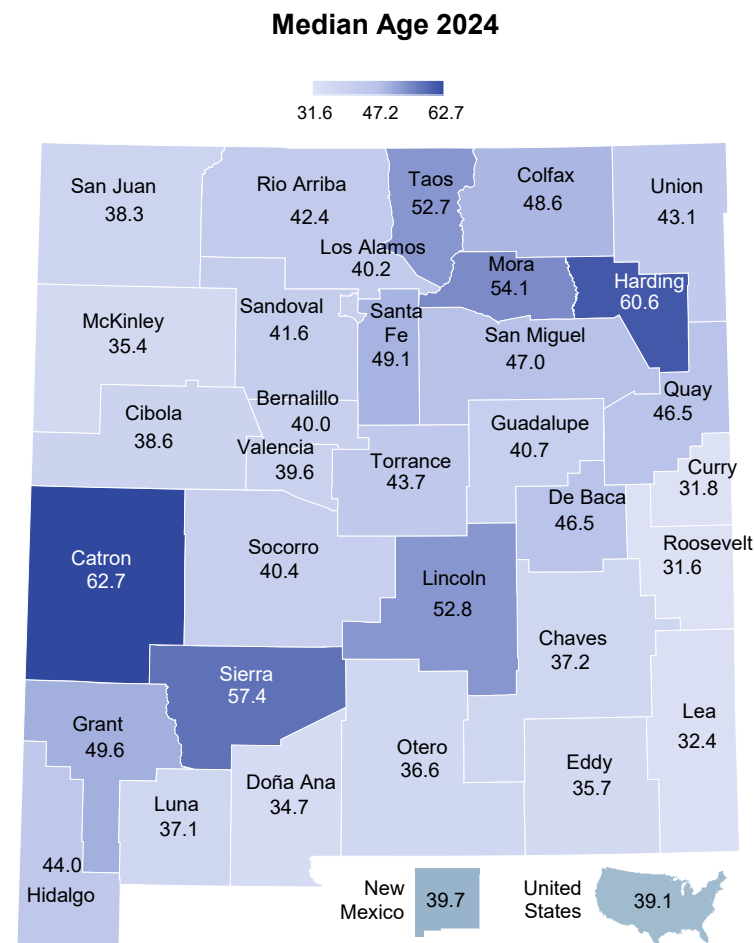 Median Age 2024
31.6 47.2 62.7
San Juan
38.3
Rio Arriba
42.4
Taos
52.7
Colfax
48.6
Union
43.1
Los Alamos
40.2
Mora
54.1
Harding
60.6
McKinley
35.4
Sandoval
41.6
Santa
Fe
49.1
San Miguel
47.0
Quay
46.5
Cibola
38.6
Bernalillo
40.0
Valencia
39.6
Torrance
43.7
Guadalupe
40.7
Curry
31.8
De Baca
46.5
Roosevelt
31.6
Catron
62.7
Socorro
40.4
Lincoln
52.8
Chaves
37.2
Sierra
57.4
Lea
32.4
Grant
49.6
Otero
36.6
Eddy
35.7
Doña Ana
34.7
Luna
37.1
44.0
Hidalgo
New
Mexico
39.7
United
States
39.1